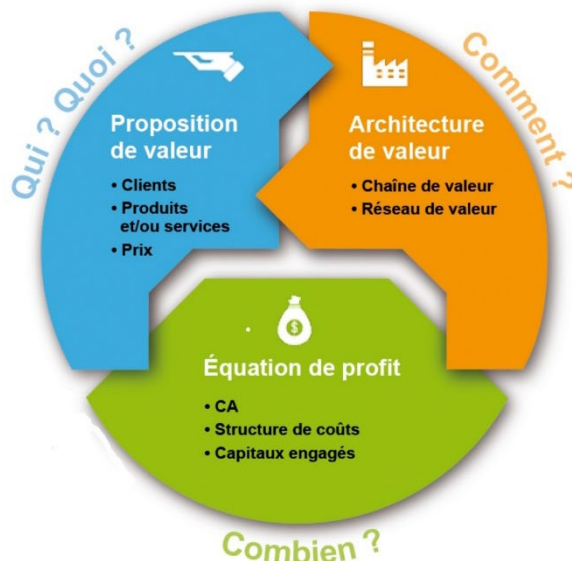 Qui ? Quoi ?
Proposition
de valeur
• Clients
• Produits
et/ou services
• Prix
Comment ?
Architecture
de valeur
• Chaîne de valeur
• Réseau de valeur
$
Équation de profit
• CA
• Structure de coûts
• Capitaux engagés
Combien ?